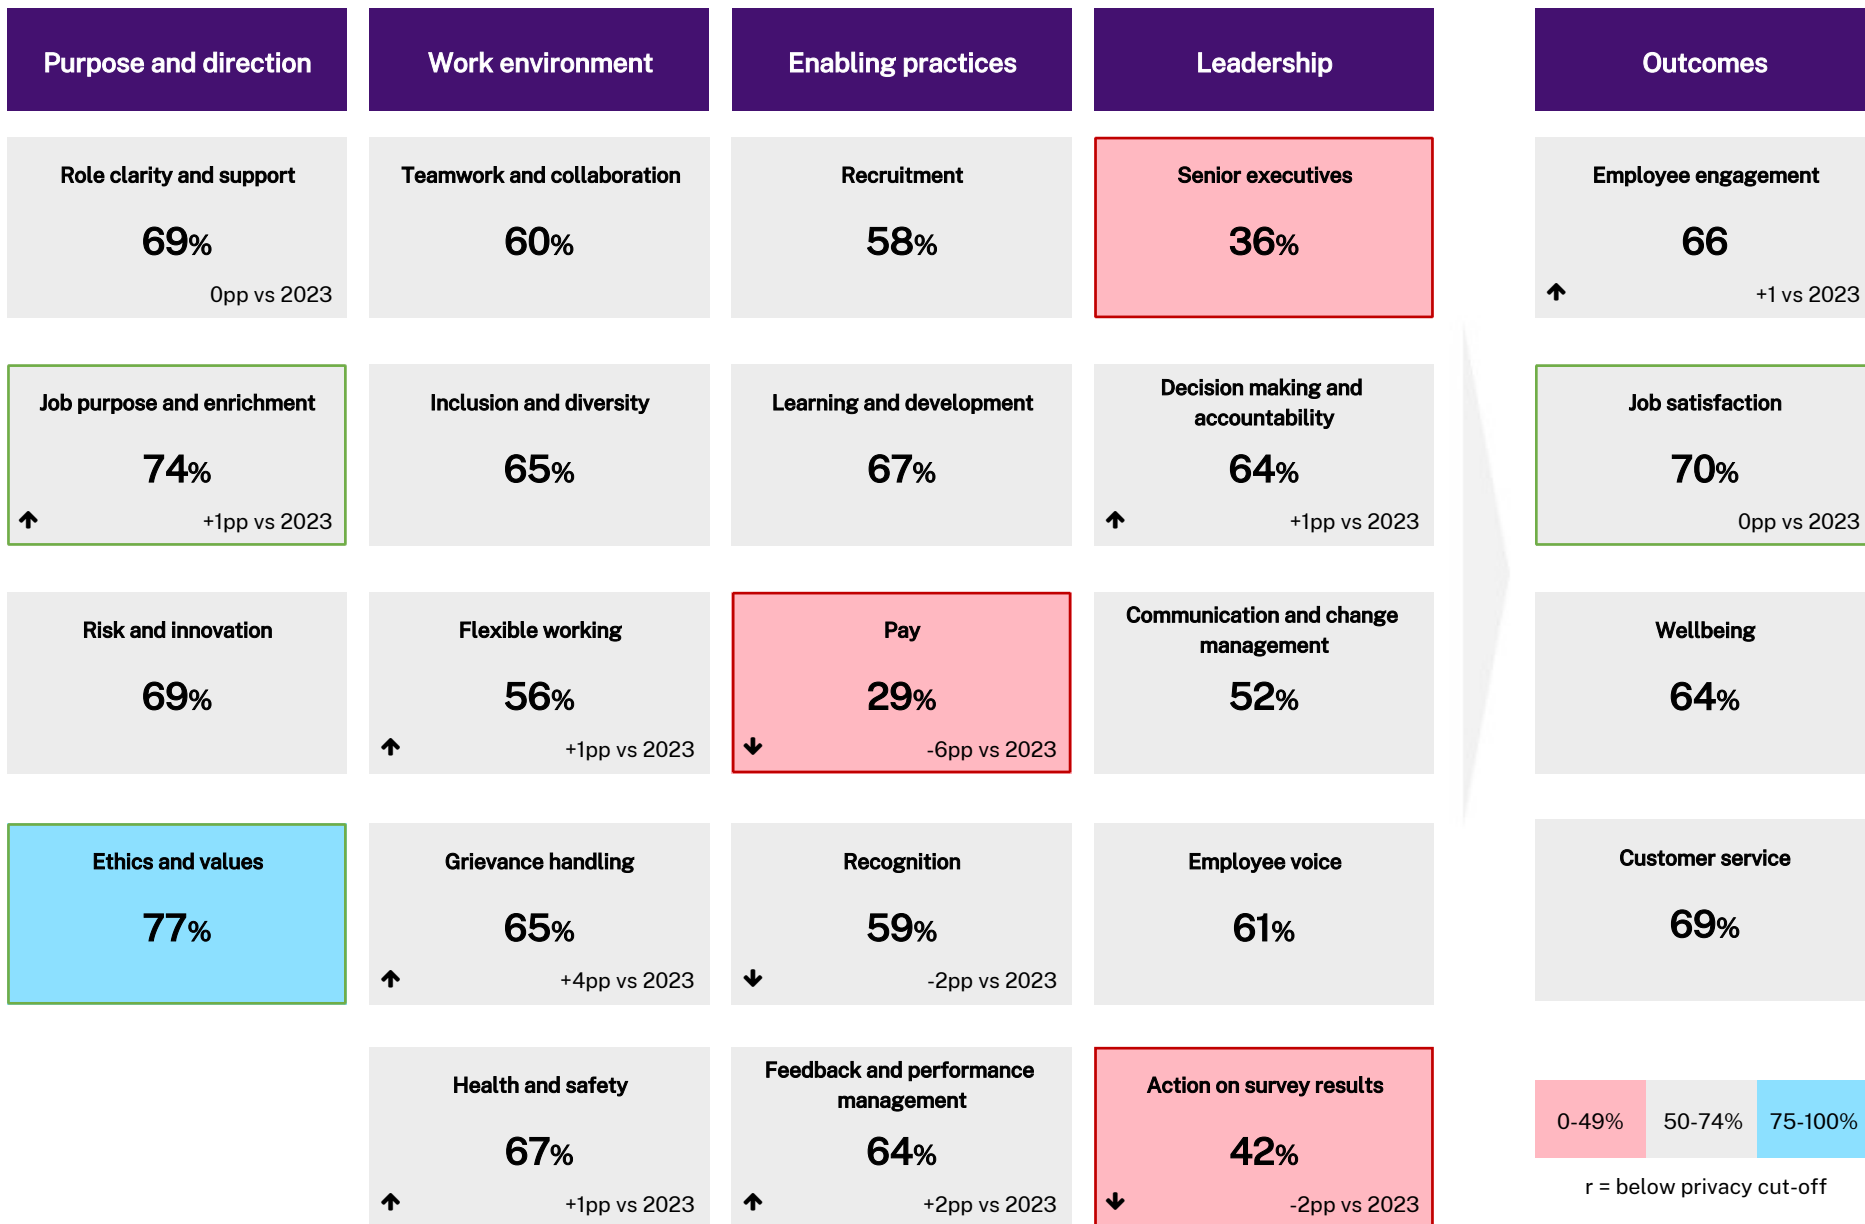 Purpose and direction
Work environment
Enabling practices
Leadership
Outcomes
Role clarity and support
69%
0pp vs 2023
Teamwork and collaboration
60%
Recruitment
58%
Senior executives
36%
Employee engagement
66
+1 vs 2023
Job purpose and enrichment
74%
+1pp vs 2023
Inclusion and diversity
65%
Learning and development
67%
Decision making and
accountability
64%
+1pp vs 2023
Job satisfaction
70%
0pp vs 2023
Risk and innovation
69%
Flexible working
56%
+1pp vs 2023
Pay
29%
-6pp vs 2023
Communication and change
management
52%
Wellbeing
64%
Ethics and values
77%
Grievance handling
65%
+4pp vs 2023
Recognition
59%
-2pp vs 2023
Employee voice
61%
Customer service
69%
Health and safety
67%
+1pp vs 2023
Feedback and performance
management
64%
+2pp vs 2023
Action on survey results
42%
-2pp vs 2023
0-49%
50-74%
75-100%
r = below privacy cut-off